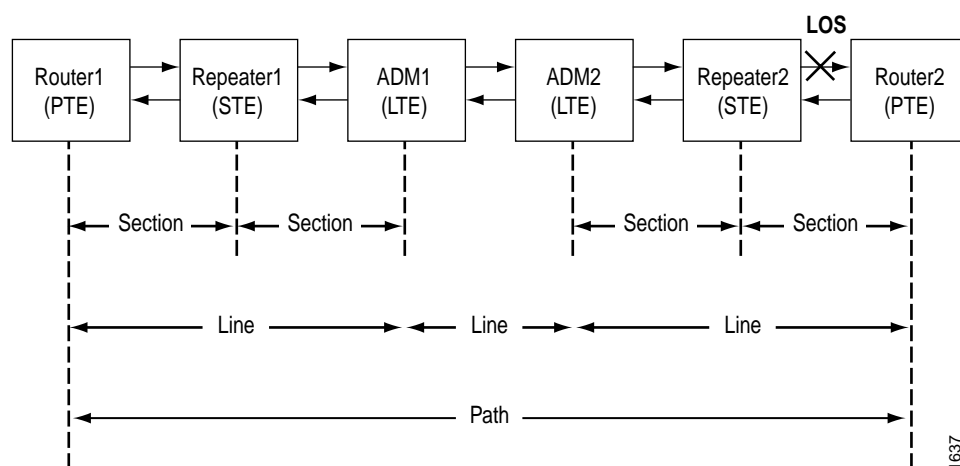 LOS
Router1
(PTE)
Repeater1
(STE)
ADM1
(LTE)
ADM2
(LTE)
Repeater2
(STE)
Router2
(PTE)
Section
Section
Section
Section
Line
Line
Line
Path
1637